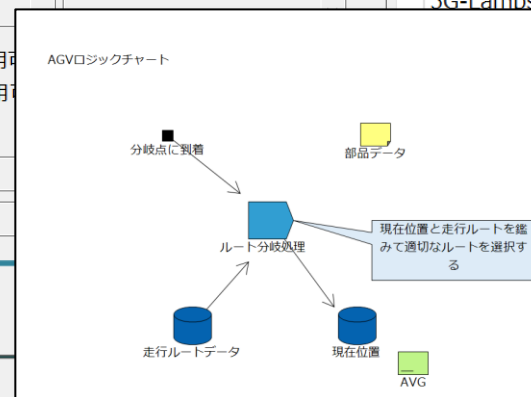 5G-Lambs
AGVロジックチャート
分岐点に到着
部品データ
ルート分岐処理
現在位置と走行ルートを鑑
みて適切なルートを選択す
る
走行ルートデータ
現在位置
AVG